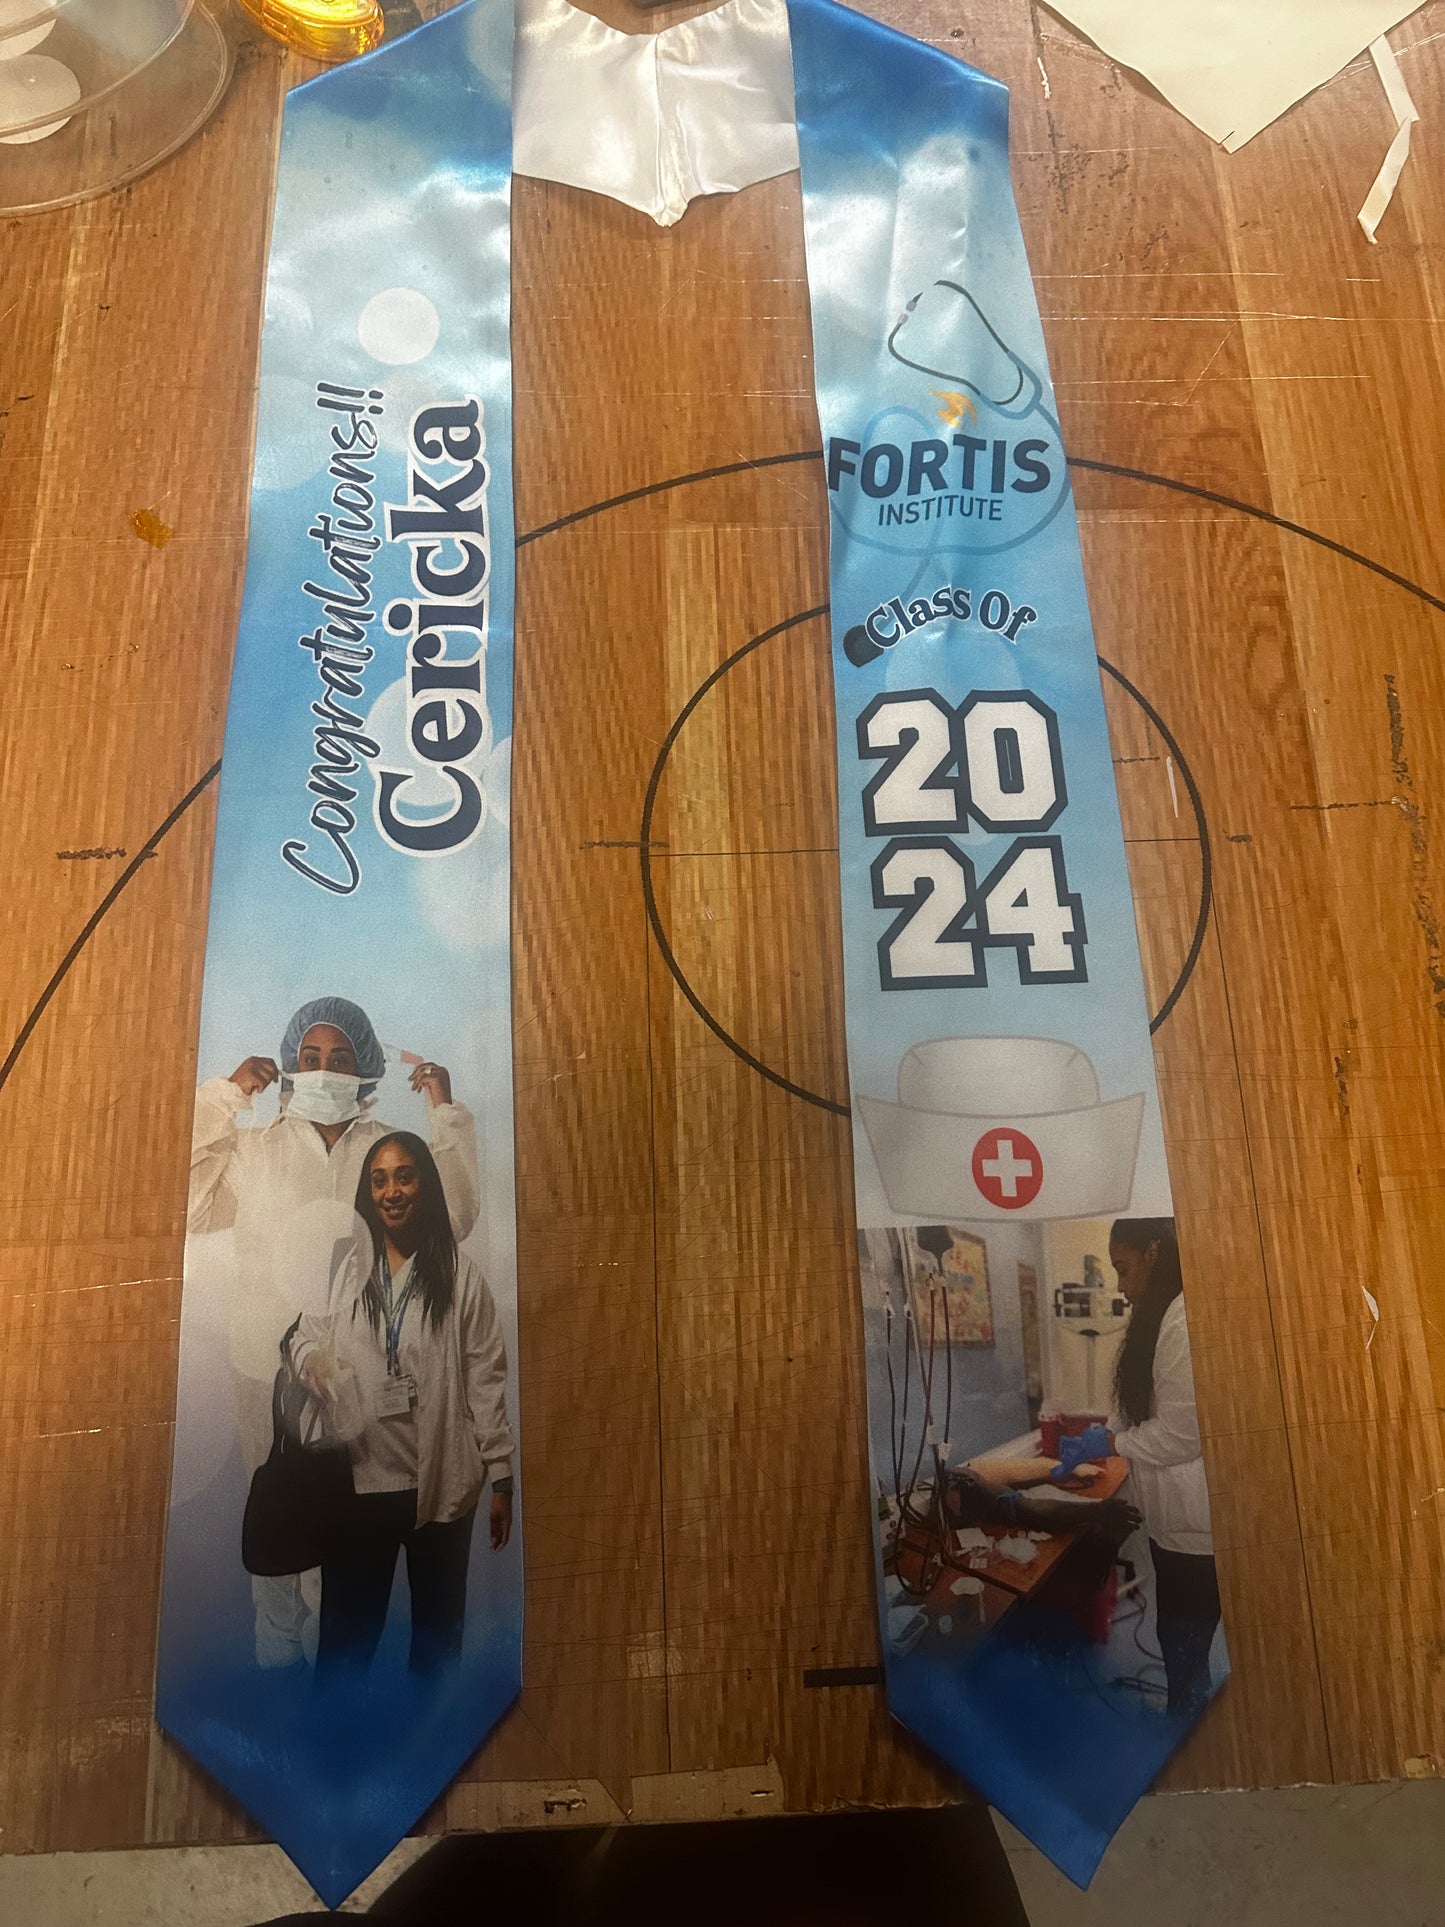 Congratulations!!
Cericka
FORTIS
INSTITUTE
Class Of
20
24